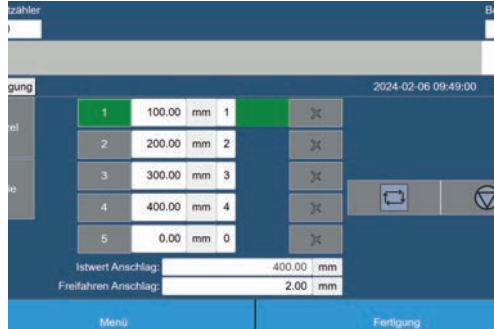 tzähler
gung
2024-02-06 09:49:00
1 100.00 mm 1
2 200.00 mm 2
3 300.00 mm 3
4 400.00 mm 4
5 0.00 mm 0
Istwert Anschlag: 400.00 mm
Freifahren Anschlag: 2.00 mm
Menü Fertigung